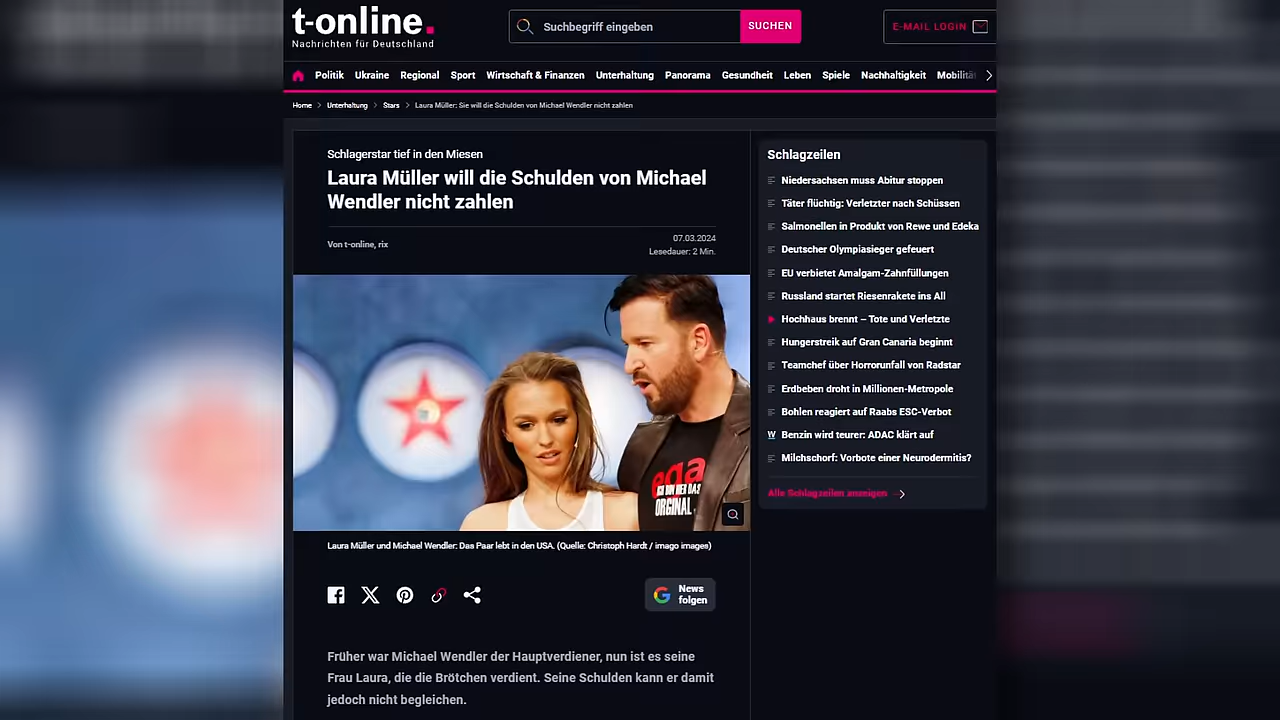 t-online.
Nachrichten für Deutschland
Suchbegriff eingeben
SUCHEN
E-MAIL LOGIN
Politik Ukraine Regional Sport Wirtschaft & Finanzen Unterhaltung Panorama Gesundheit Leben Spiele Nachhaltigkeit Mobilitä
Home > Unterhaltung > Stars > Laura Müller: Sie will die Schulden von Michael Wendler nicht zahlen
Schlagerstar tief in den Miesen
Laura Müller will die Schulden von Michael
Wendler nicht zahlen
Von t-online, rix
07.03.2024
Lesedauer: 2 Min.
ega
ICH BIN HIER DAS
ORGINAL
Laura Müller und Michael Wendler: Das Paar lebt in den USA. (Quelle: Christoph Hardt / imago images)
News
folgen
Früher war Michael Wendler der Hauptverdiener, nun ist es seine
Frau Laura, die die Brötchen verdient. Seine Schulden kann er damit
jedoch nicht begleichen.
Schlagzeilen
Niedersachsen muss Abitur stoppen
Täter flüchtig: Verletzter nach Schüssen
Salmonellen in Produkt von Rewe und Edeka
Deutscher Olympiasieger gefeuert
EU verbietet Amalgam-Zahnfüllungen
Russland startet Riesenrakete ins All
Hochhaus brennt – Tote und Verletzte
Hungerstreik auf Gran Canaria beginnt
Teamchef über Horrorunfall von Radstar
Erdbeben droht in Millionen-Metropole
Bohlen reagiert auf Raabs ESC-Verbot
W Benzin wird teurer: ADAC klärt auf
Milchschorf: Vorbote einer Neurodermitis?
Alle Schlagzeilen anzeigen